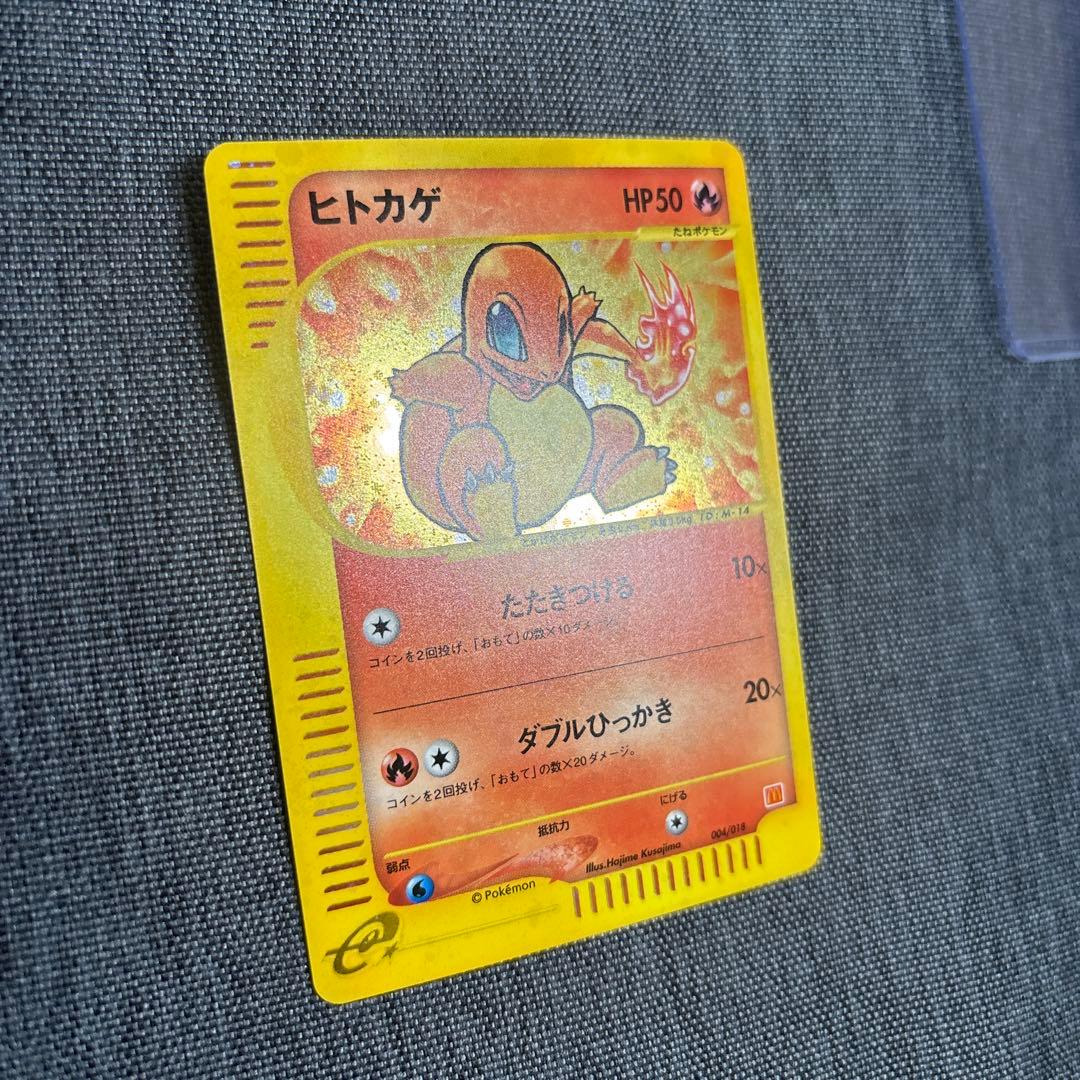 ヒトカゲ HP50
たねポケモン
ID:M-14
たたきつける 10×
コインを2回投げ、「おもて」の数×10ダメージ。
ダブルひっかき 20×
コインを2回投げ、「おもて」の数×20ダメージ。
弱点 抵抗力 にげる
© Pokémon Illus.Hajime Kusajima 004/018
e